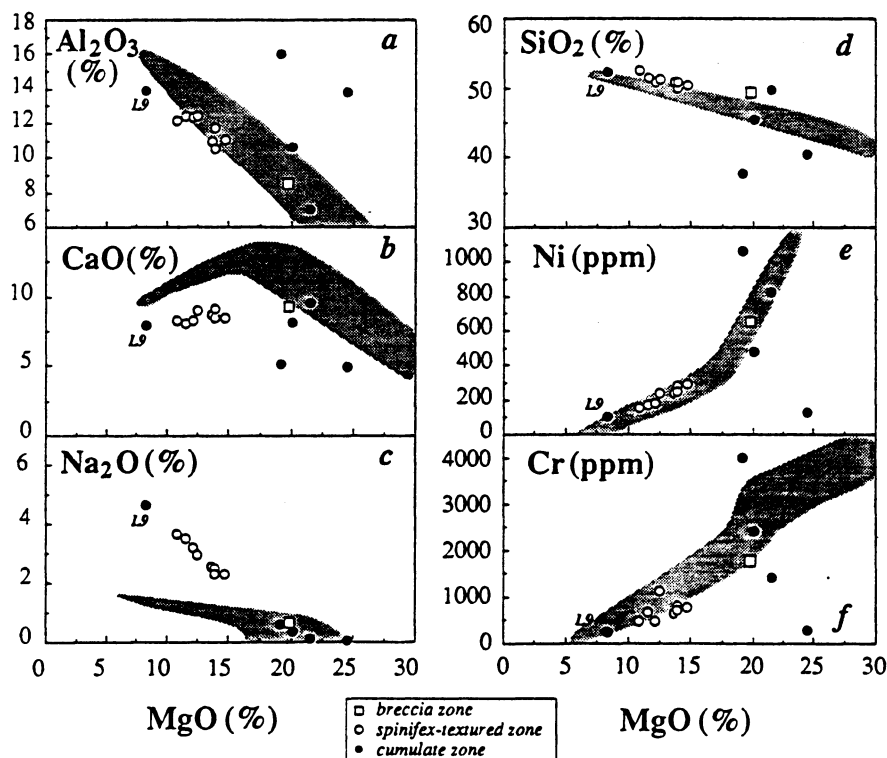 Al2O3
(%)
a
16
14
12
10
8
6
18
L9
b
CaO (%)
10
5
0
L9
c
Na2O (%)
6
4
2
0
L9
0
5
10
15
20
25
30
MgO (%)
SiO2 (%)
d
60
50
40
30
L9
Ni (ppm)
e
1000
800
600
400
200
0
L9
Cr (ppm)
4000
3000
2000
1000
0
L9
f
0
5
10
15
20
25
30
MgO (%)
breccia zone
spinifex-textured zone
cumulate zone